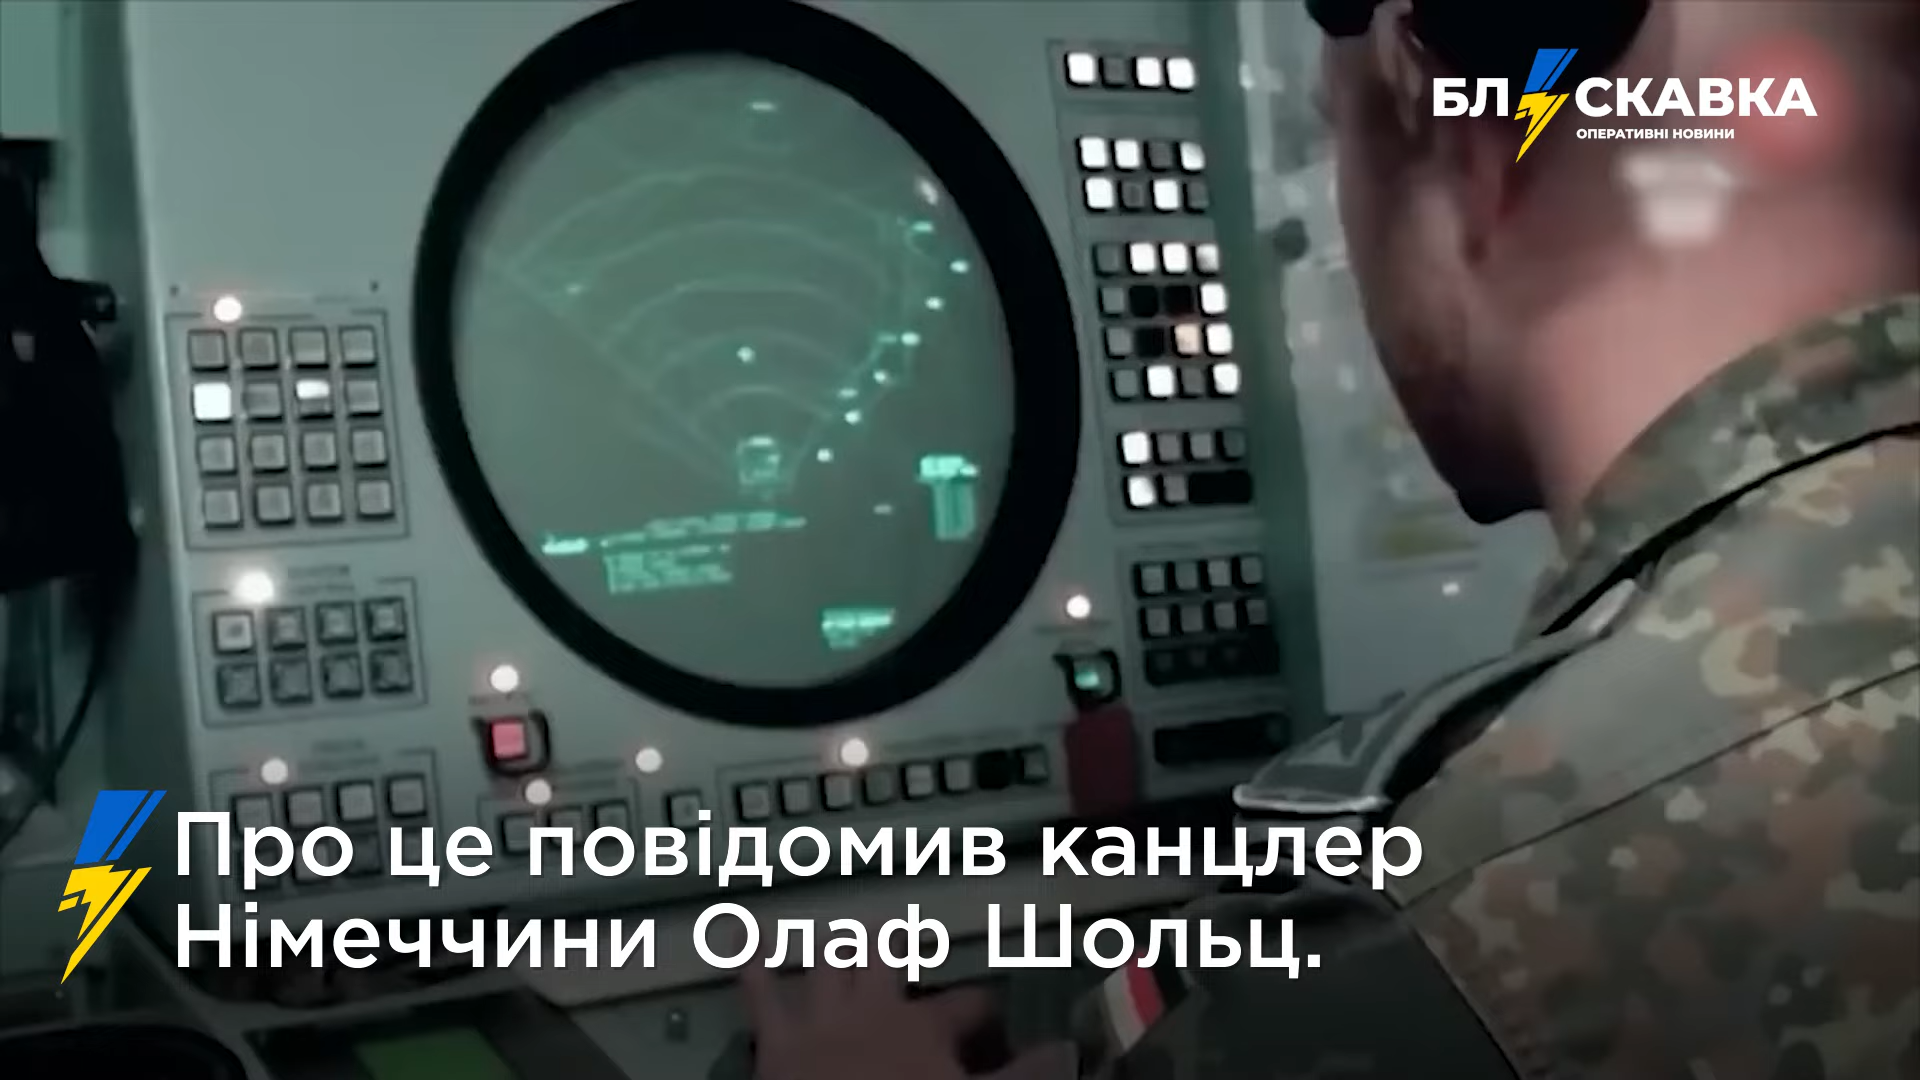 БЛИСКАВКА
ОПЕРАТИВНІ НОВИНИ
Про це повідомив канцлер
Німеччини Олаф Шольц.